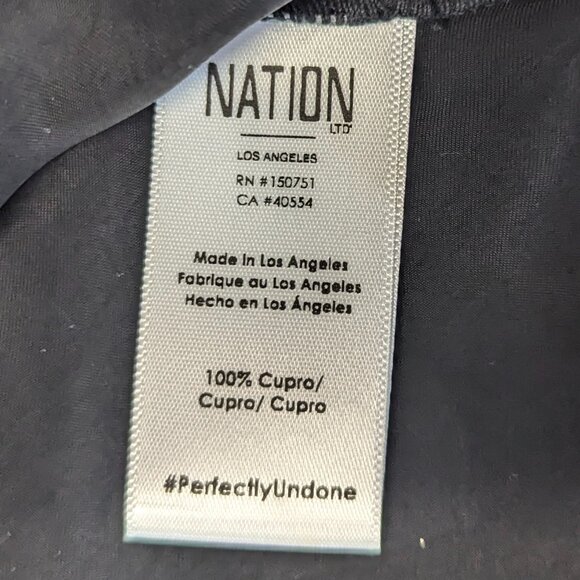 NATION
LTD
LOS ANGELES
RN #150751
CA #40554
Made in Los Angeles
Fabrique au Los Angeles
Hecho en Los Ángeles
100% Cupro/
Cupro/ Cupro
#PerfectlyUndone